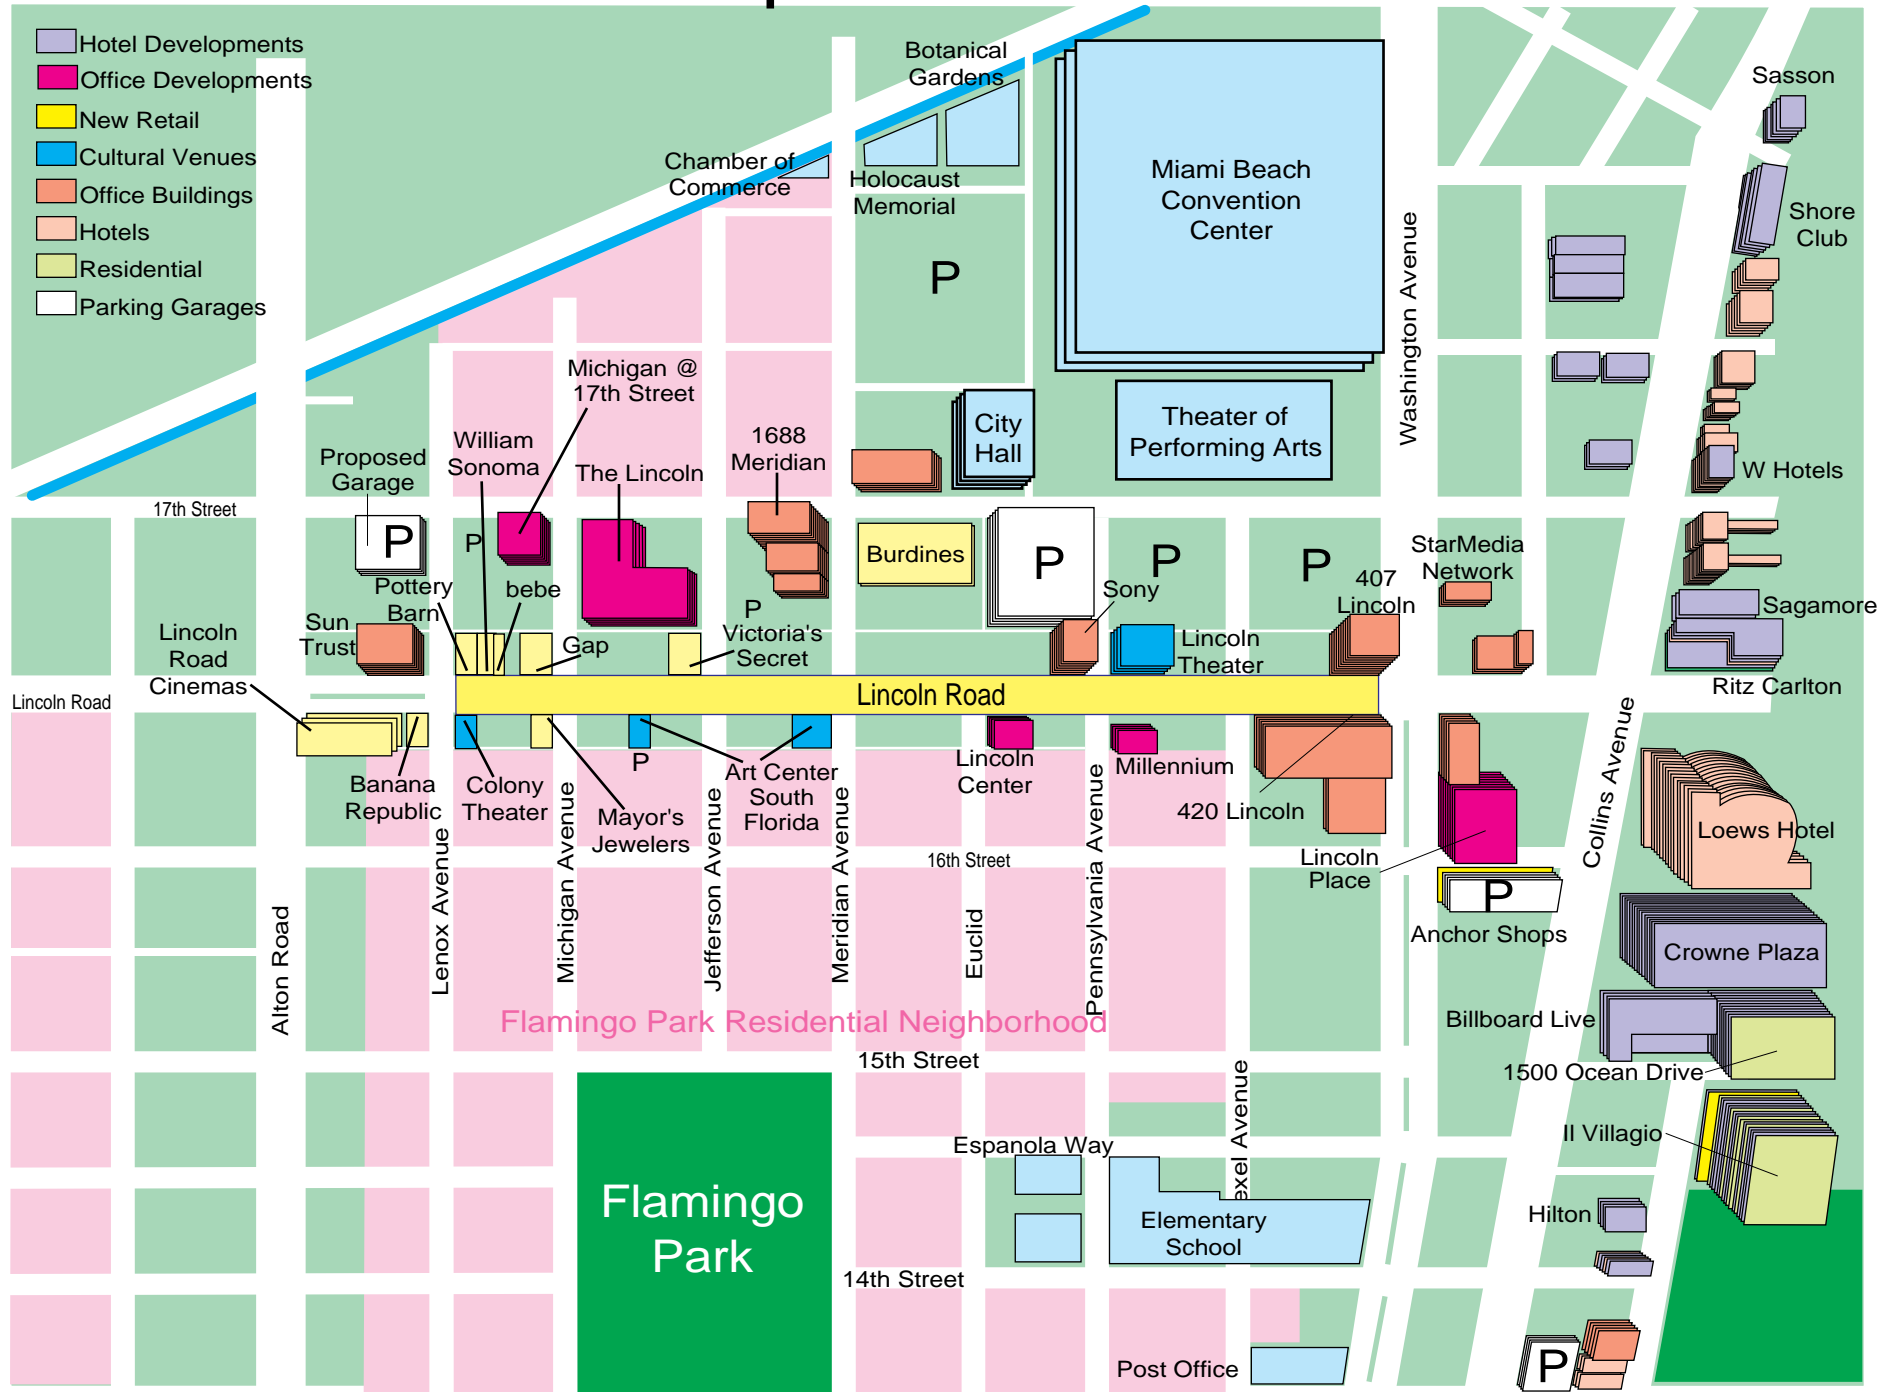 Hotel Developments
Office Developments
New Retail
Cultural Venues
Office Buildings
Hotels
Residential
Parking Garages
Botanical
Gardens
Chamber of
Commerce
Holocaust
Memorial
Miami Beach
Convention
Center
P
Washington Avenue
Sasson
Shore
Club
Michigan @
17th Street
William
Sonoma
Proposed
Garage
The Lincoln
1688
Meridian
City
Hall
Theater of
Performing Arts
W Hotels
17th Street
P
P
Pottery
Barn
bebe
Burdines
P
P
P
StarMedia
Network
407
Lincoln
Sony
Sagamore
Sun
Trust
Lincoln
Road
Cinemas
Gap
P
Victoria's
Secret
Lincoln
Theater
Ritz Carlton
Lincoln Road
Lincoln Road
Banana
Republic
Colony
Theater
P
Mayor's
Jewelers
Art Center
South
Florida
Lincoln
Center
Millennium
420 Lincoln
Lincoln
Place
Collins Avenue
Loews Hotel
16th Street
P
Anchor Shops
Crowne Plaza
Alton Road
Lenox Avenue
Michigan Avenue
Jefferson Avenue
Meridian Avenue
Euclid
Pennsylvania Avenue
Flamingo Park Residential Neighborhood
Billboard Live
15th Street
1500 Ocean Drive
exel Avenue
Espanola Way
Il Villagio
Flamingo
Park
Elementary
School
Hilton
14th Street
Post Office
P